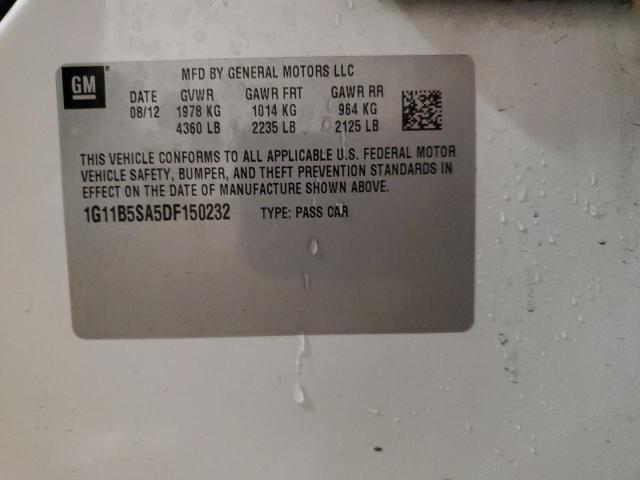 GM
MFD BY GENERAL MOTORS LLC
DATE GVWR GAWR FRT GAWR RR
08/12 1978 KG 1014 KG 964 KG
4360 LB 2235 LB 2125 LB
THIS VEHICLE CONFORMS TO ALL APPLICABLE U.S. FEDERAL MOTOR
VEHICLE SAFETY, BUMPER, AND THEFT PREVENTION STANDARDS IN
EFFECT ON THE DATE OF MANUFACTURE SHOWN ABOVE.
1G11B5SA5DF150232 TYPE: PASS CAR